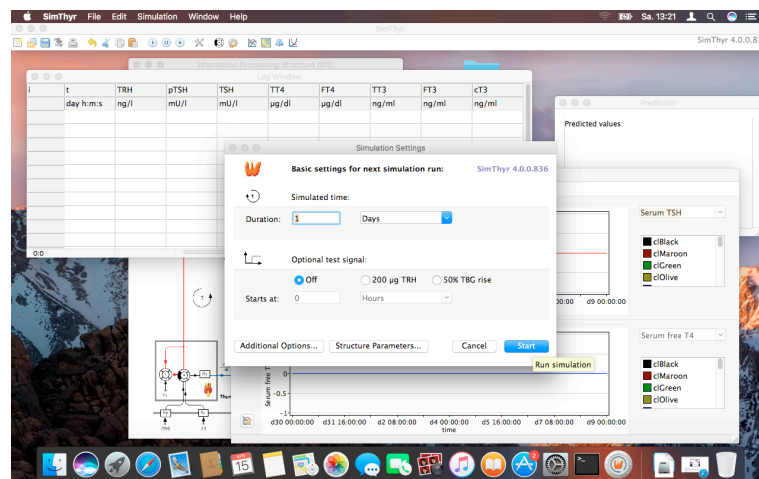 SimThyr File Edit Simulation Window Help Sa. 13:21
SimThyr
SimThyr 4.0.0.83
Information Processing Structure (IPS)
Log Window
i t TRH pTSH TSH TT4 FT4 TT3 FT3 cT3
day h:m:s ng/l mU/l mU/l µg/dl µg/dl ng/ml ng/ml ng/ml
0:0
Prediction
Predicted values:
Simulation Settings
Basic settings for next simulation run: SimThyr 4.0.0.836
Simulated time:
Duration: 1 Days
Optional test signal:
Off 200 µg TRH 50% TBG rise
Starts at: 0 Hours
Additional Options... Structure Parameters... Cancel Start
Run simulation
Serum TSH
clBlack
clMaroon
clGreen
clOlive
00:00 d9 00:00:00
Serum free T4
clBlack
clMaroon
clGreen
clOlive
Serum free T
0
-0.5
-1
d30 00:00:00 d31 16:00:00 d2 08:00:00 d4 00:00:00 d5 16:00:00 d7 08:00:00 d9 00:00:00
time
15
2